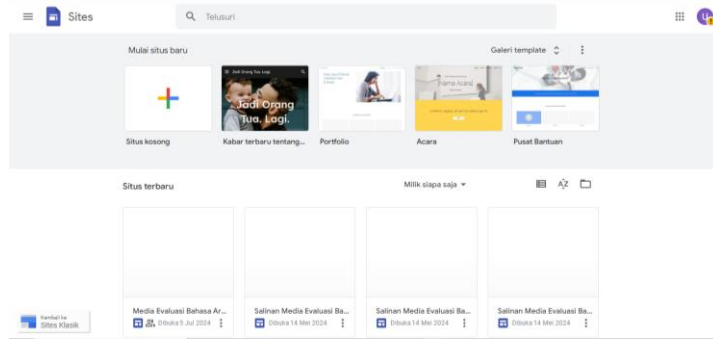 Sites
Telusuri
Mulai situs baru
Galeri template
Jadi Orang Tua. Lagi.
Jadi Orang
Tua. Lagi.
Nama Acara
Situs kosong
Kabar terbaru tentang...
Portfolio
Acara
Pusat Bantuan
Situs terbaru
Milik siapa saja
AZ
Media Evaluasi Bahasa Ar...
Salinan Media Evaluasi Ba...
Salinan Media Evaluasi Ba...
Salinan Media Evaluasi Ba...
Dibuka 5 Jul 2024
Dibuka 14 Mei 2024
Dibuka 14 Mei 2024
Dibuka 14 Mei 2024
Kembali ke
Sites Klasik